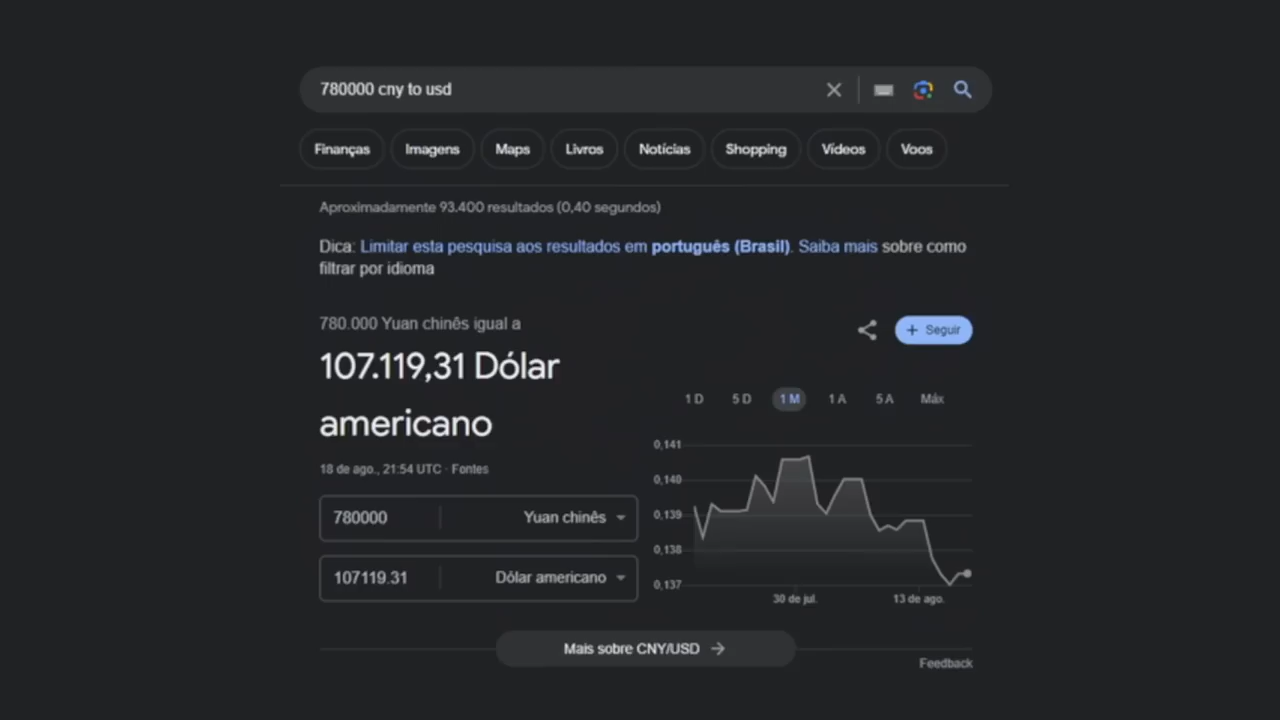 780000 cny to usd
Finanças Imagens Maps Livros Notícias Shopping Vídeos Voos
Aproximadamente 93.400 resultados (0,40 segundos)
Dica: Limitar esta pesquisa aos resultados em português (Brasil). Saiba mais sobre como
filtrar por idioma
780.000 Yuan chinês igual a
+ Seguir
107.119,31 Dólar
americano
18 de ago., 21:54 UTC · Fontes
780000 Yuan chinês
107119.31 Dólar americano
1 D 5 D 1 M 1 A 5 A Máx
0,141
0,140
0,139
0,138
0,137
30 de jul. 13 de ago.
Mais sobre CNY/USD →
Feedback